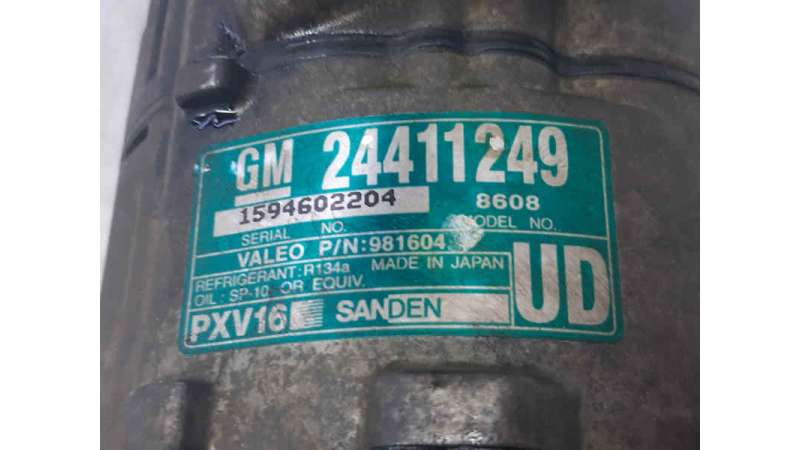 GM 24411249
1594602204 8608
SERIAL NO. MODEL NO.
VALEO P/N:981604
REFRIGERANT:R134a MADE IN JAPAN
OIL : SP-10 OR EQUIV.
PXV16 SANDEN UD